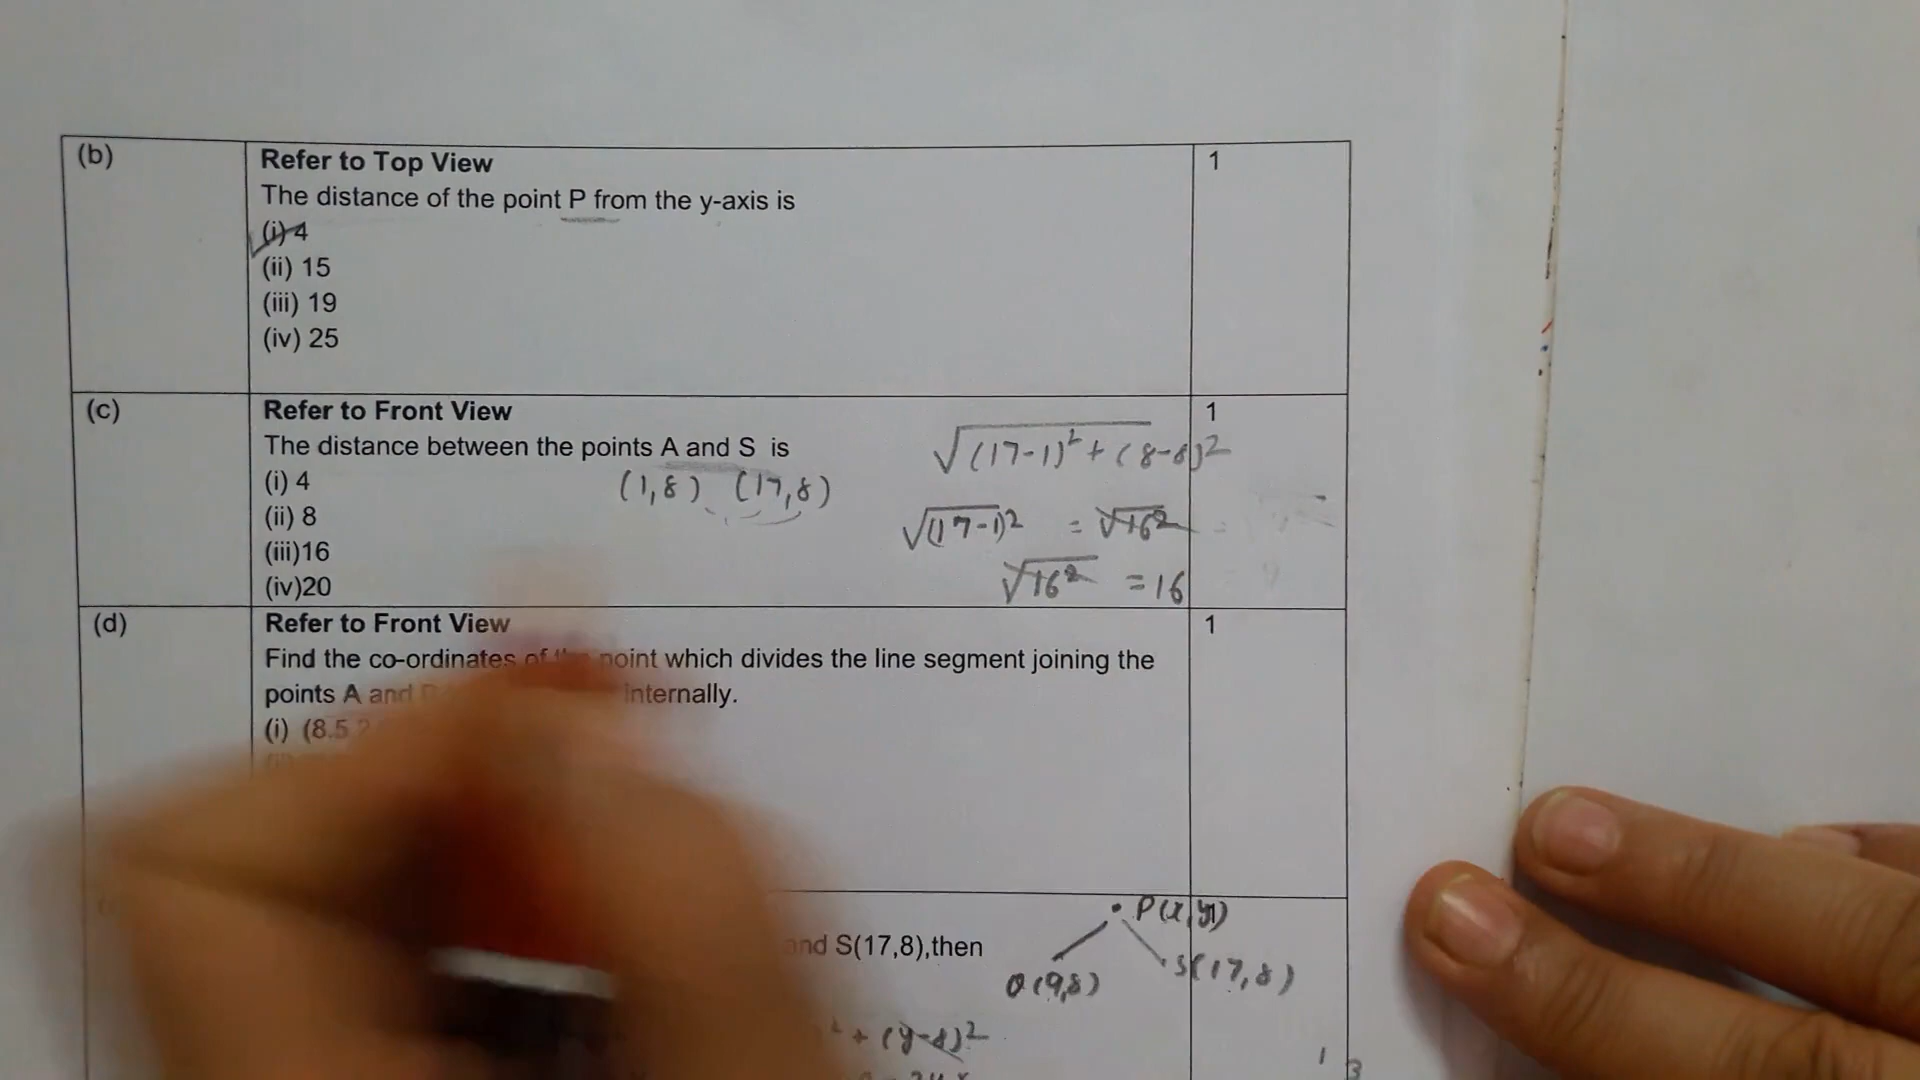 (b)
Refer to Top View
1
The distance of the point P from the y-axis is
(i) 4
(ii) 15
(iii) 19
(iv) 25
(c)
Refer to Front View
1
The distance between the points A and S is
√(17-1)² + (8-8)²
(i) 4
(1,8) (17,8)
(ii) 8
√(17-1)² = √16²
(iii)16
(iv)20
√16² = 16
(d)
Refer to Front View
1
Find the co-ordinates of the point which divides the line segment joining the
points A and internally.
(i) (8.5
P(x,y)
and S(17,8),then
Q(9,8) S(17,8)
+ (y-8)²